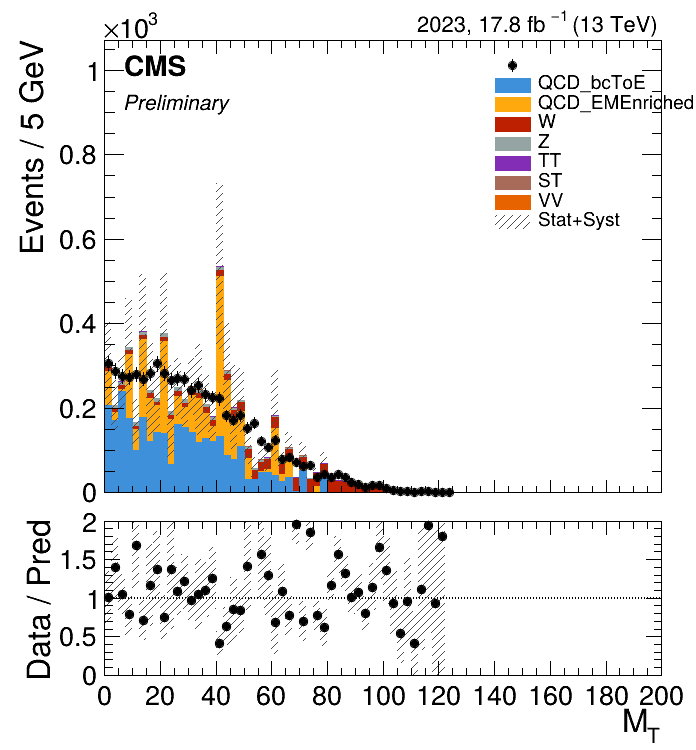 ×10³
2023, 17.8 fb⁻¹ (13 TeV)
CMS
Preliminary
QCD_bcToE
QCD_EMEnriched
W
Z
TT
ST
VV
Stat+Syst
Events / 5 GeV
1
0.8
0.6
0.4
0.2
0
Data / Pred
2
1.5
1
0.5
0
0 20 40 60 80 100 120 140 160 180 200
M_T